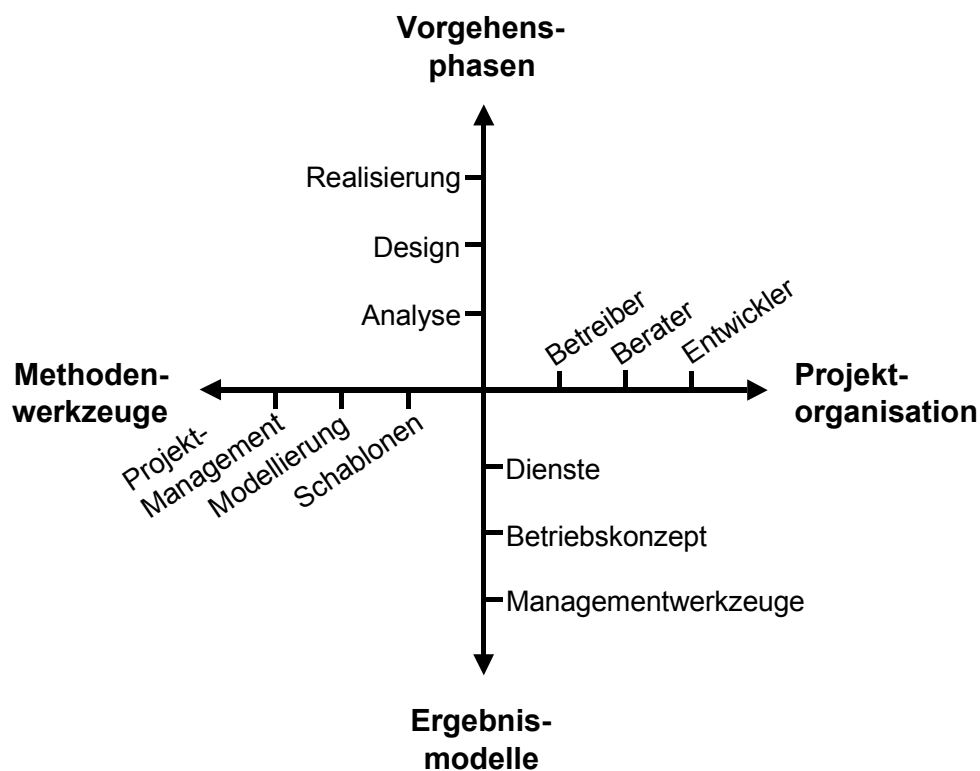 Vorgehens-
phasen
Realisierung
Design
Analyse
Betreiber
Berater
Entwickler
Methoden-
werkzeuge
Projekt-
organisation
Projekt-
Management
Modellierung
Schablonen
Dienste
Betriebskonzept
Managementwerkzeuge
Ergebnis-
modelle